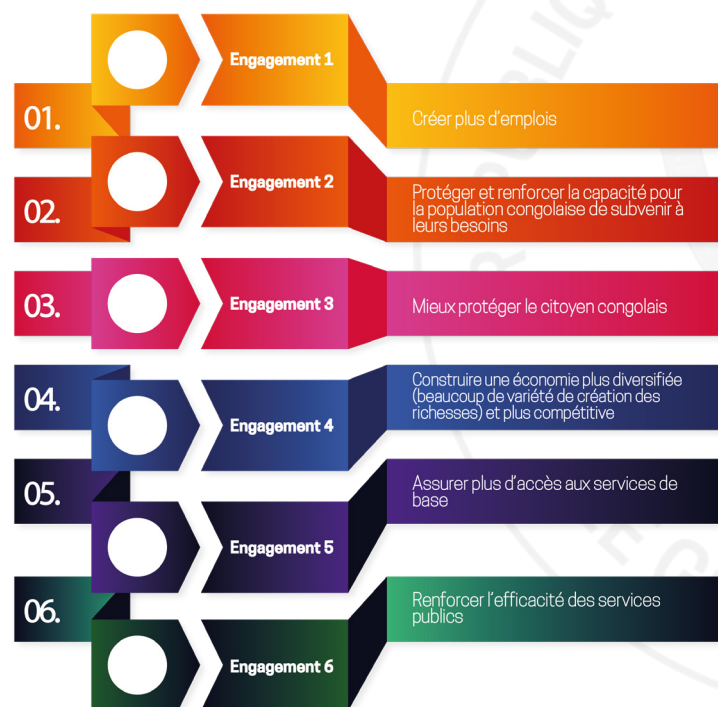 01.
Engagement 1
Créer plus d'emplois
02.
Engagement 2
Protéger et renforcer la capacité pour
la population congolaise de subvenir à
leurs besoins
03.
Engagement 3
Mieux protéger le citoyen congolais
04.
Engagement 4
Construire une économie plus diversifiée
(beaucoup de variété de création des
richesses) et plus compétitive
05.
Engagement 5
Assurer plus d'accès aux services de
base
06.
Engagement 6
Renforcer l'efficacité des services
publics